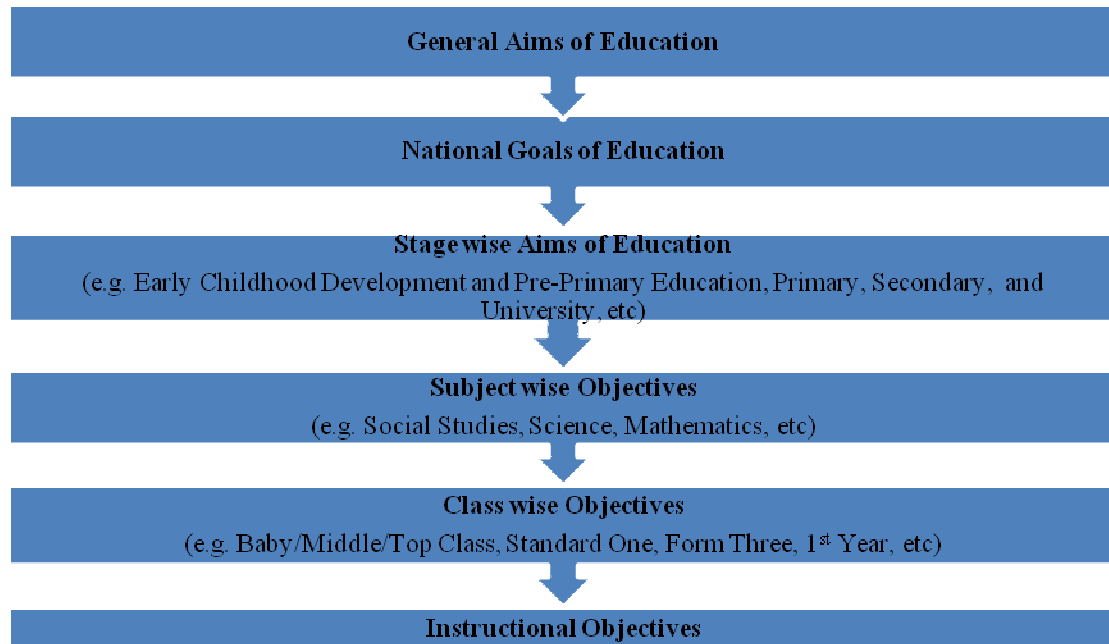 General Aims of Education
National Goals of Education
Stage wise Aims of Education
(e.g. Early Childhood Development and Pre-Primary Education, Primary, Secondary, and
University, etc)
Subject wise Objectives
(e.g. Social Studies, Science, Mathematics, etc)
Class wise Objectives
(e.g. Baby/Middle/Top Class, Standard One, Form Three, 1st Year, etc)
Instructional Objectives